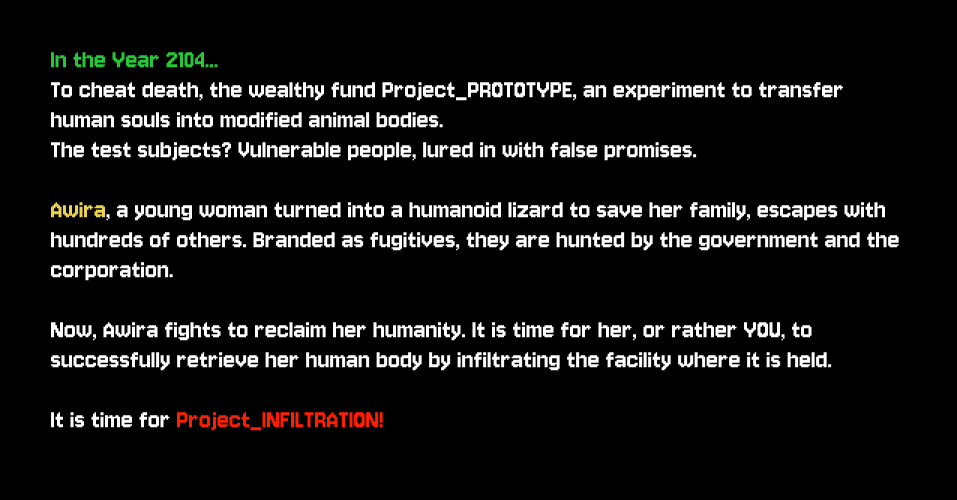 In the Year 2104...
To cheat death, the wealthy fund Project_PROTOTYPE, an experiment to transfer
human souls into modified animal bodies.
The test subjects? Vulnerable people, lured in with false promises.
Awira, a young woman turned into a humanoid lizard to save her family, escapes with
hundreds of others. Branded as fugitives, they are hunted by the government and the
corporation.
Now, Awira fights to reclaim her humanity. It is time for her, or rather YOU, to
successfully retrieve her human body by infiltrating the facility where it is held.
It is time for Project_INFILTRATION!